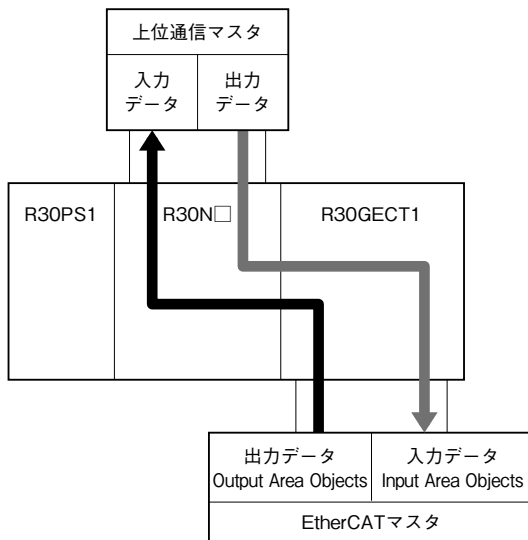 上位通信マスタ
入力
データ
出力
データ
R30PS1
R30N□
R30GECT1
出力データ
Output Area Objects
入力データ
Input Area Objects
EtherCATマスタ